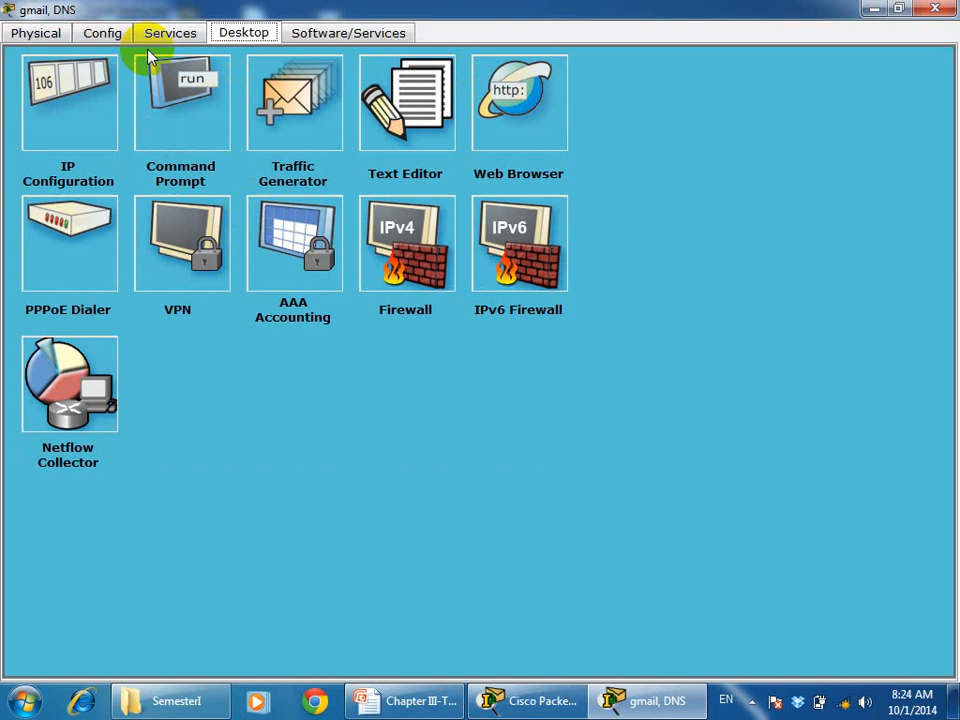 gmail, DNS
Physical
Config
Services
Desktop
Software/Services
106
run
http:
IP
Configuration
Command
Prompt
Traffic
Generator
Text Editor
Web Browser
IPv4
IPv6
PPPoE Dialer
VPN
AAA
Accounting
Firewall
IPv6 Firewall
Netflow
Collector
SemesterI
Chapter III-T...
Cisco Packe...
gmail, DNS
EN
8:24 AM
10/1/2014